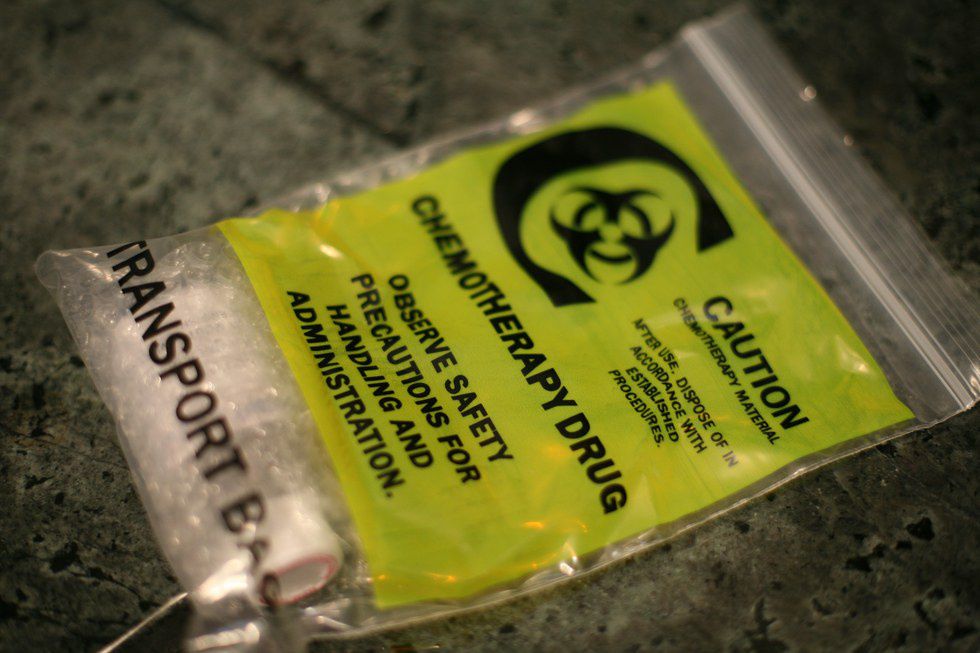 CAUTION
CHEMOTHERAPY MATERIAL
AFTER USE, DISPOSE OF IN
ACCORDANCE WITH
ESTABLISHED
PROCEDURES.
CHEMOTHERAPY DRUG
OBSERVE SAFETY
PRECAUTIONS FOR
HANDLING AND
ADMINISTRATION.
TRANSPORT BAG